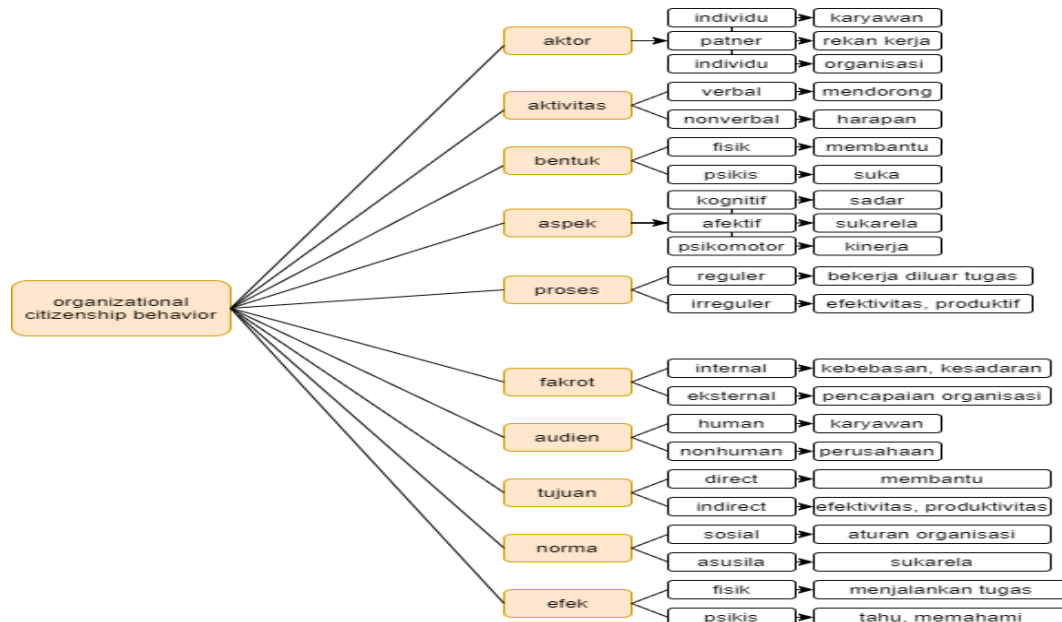 individu
karyawan
aktor
patner
rekan kerja
individu
organisasi
verbal
mendorong
aktivitas
nonverbal
harapan
fisik
membantu
bentuk
psikis
suka
kognitif
sadar
aspek
afektif
sukarela
psikomotor
kinerja
reguler
bekerja diluar tugas
proses
irreguler
efektivitas, produktif
organizational
citizenship behavior
internal
kebebasan, kesadaran
fakrot
eksternal
pencapaian organisasi
human
karyawan
audien
nonhuman
perusahaan
direct
membantu
tujuan
indirect
efektivitas, produktivitas
sosial
aturan organisasi
norma
asusila
sukarela
fisik
menjalankan tugas
efek
psikis
tahu, memahami